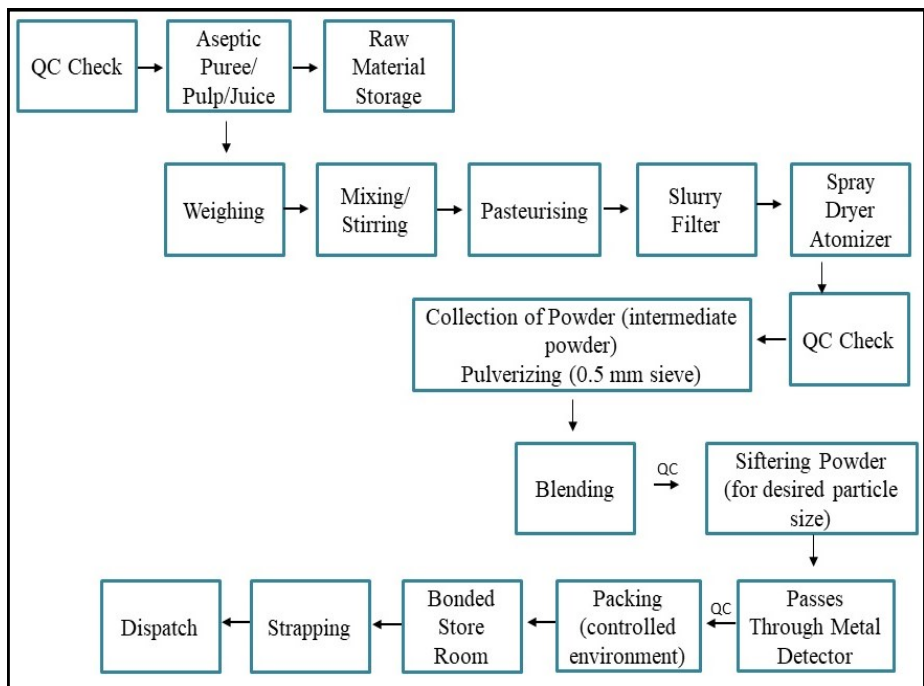 QC Check
Aseptic
Puree/
Pulp/Juice
Raw
Material
Storage
Weighing
Mixing/
Stirring
Pasteurising
Slurry
Filter
Spray
Dryer
Atomizer
QC Check
Collection of Powder (intermediate
powder)
Pulverizing (0.5 mm sieve)
Blending
QC
Siftering Powder
(for desired particle
size)
Passes
Through Metal
Detector
QC
Packing
(controlled
environment)
Bonded
Store
Room
Strapping
Dispatch